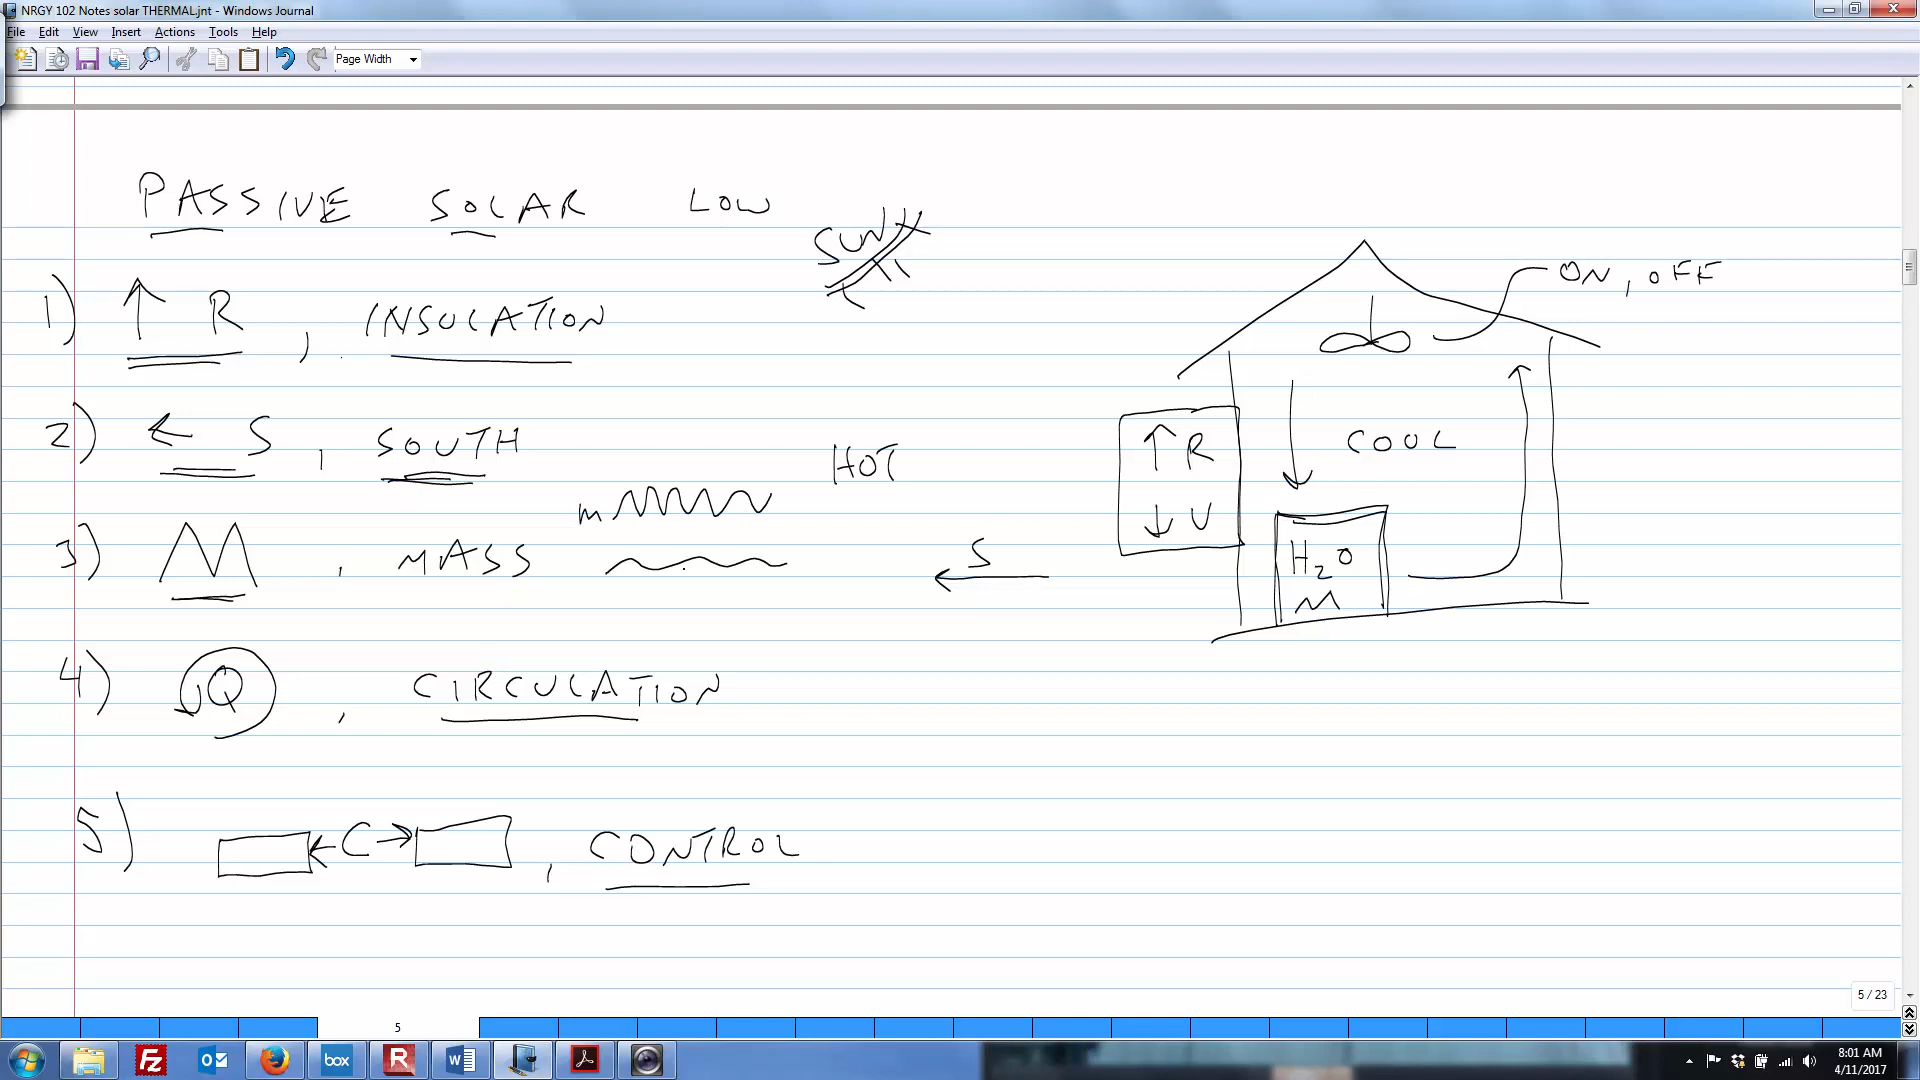 NRGY 102 Notes solar THERMAL.jnt - Windows Journal
File Edit View Insert Actions Tools Help
Page Width
PASSIVE SOLAR LOW
SUN
1) ↑ R, INSULATION
ON, OFF
2) ← S, SOUTH
HOT
↑ R
↓ U
COOL
m
3) M, MASS
S
H2O
M
4) Q, CIRCULATION
5) ← C →, CONTROL
5 / 23
5
Fz
box
R
W
8:01 AM
4/11/2017